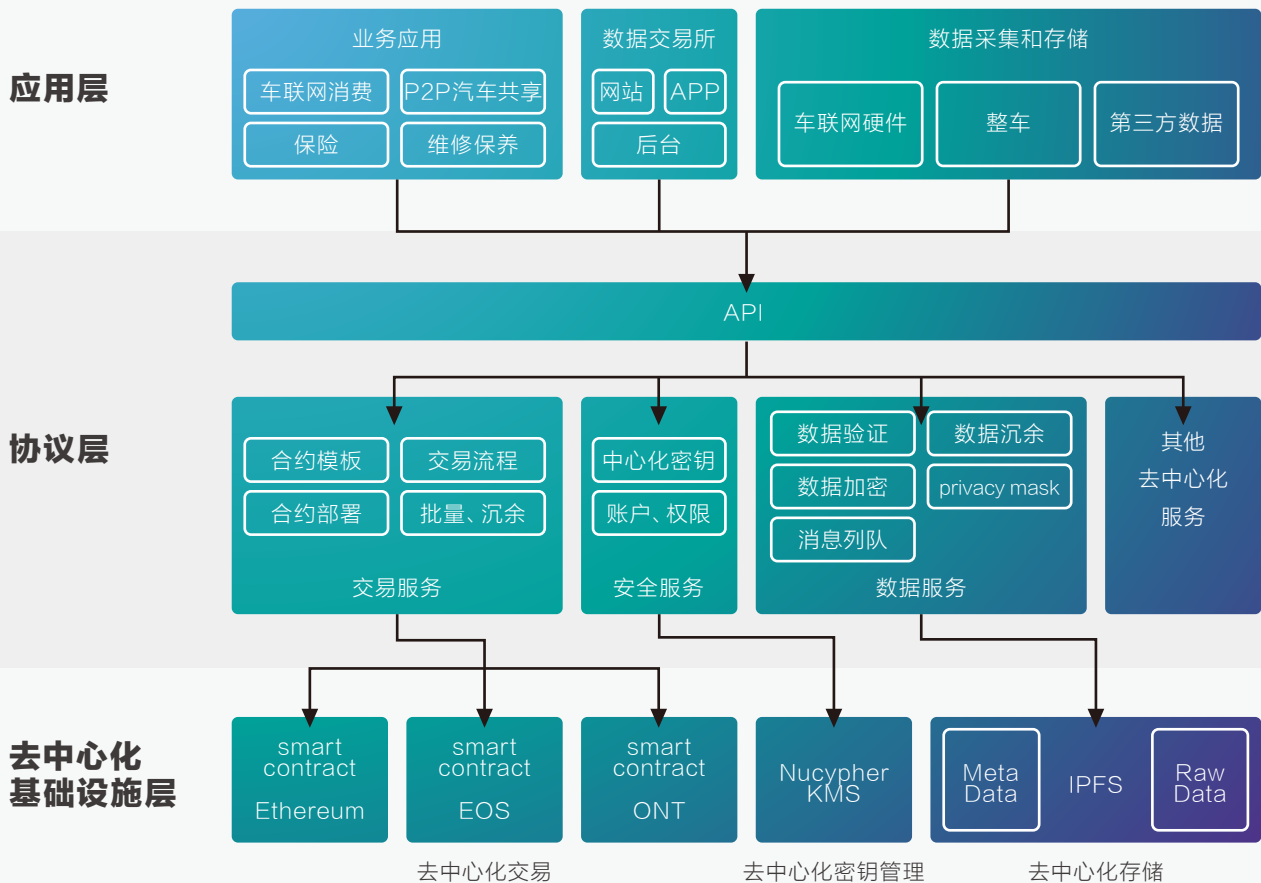 应用层
业务应用
车联网消费
P2P汽车共享
保险
维修保养
数据交易所
网站
APP
后台
数据采集和存储
车联网硬件
整车
第三方数据
API
协议层
合约模板
交易流程
合约部署
批量、沉余
交易服务
中心化密钥
账户、权限
安全服务
数据验证
数据沉余
数据加密
privacy mask
消息列队
数据服务
其他
去中心化
服务
去中心化
基础设施层
smart
contract
Ethereum
smart
contract
EOS
smart
contract
ONT
Nucypher
KMS
Meta
Data
IPFS
Raw
Data
去中心化交易
去中心化密钥管理
去中心化存储